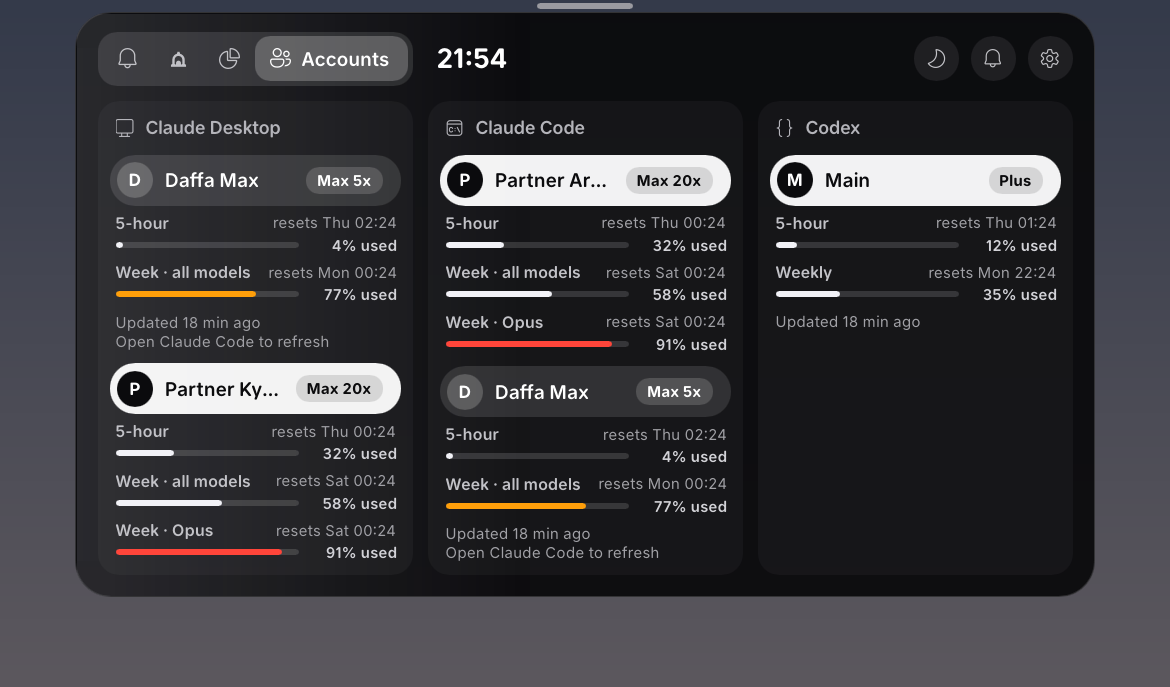 Accounts
21:54
Claude Desktop
D Daffa Max Max 5x
5-hour resets Thu 02:24
4% used
Week · all models resets Mon 00:24
77% used
Updated 18 min ago
Open Claude Code to refresh
P Partner Ky... Max 20x
5-hour resets Thu 00:24
32% used
Week · all models resets Sat 00:24
58% used
Week · Opus resets Sat 00:24
91% used
C:\ Claude Code
P Partner Ar... Max 20x
5-hour resets Thu 00:24
32% used
Week · all models resets Sat 00:24
58% used
Week · Opus resets Sat 00:24
91% used
D Daffa Max Max 5x
5-hour resets Thu 02:24
4% used
Week · all models resets Mon 00:24
77% used
Updated 18 min ago
Open Claude Code to refresh
{} Codex
M Main Plus
5-hour resets Thu 01:24
12% used
Weekly resets Mon 22:24
35% used
Updated 18 min ago